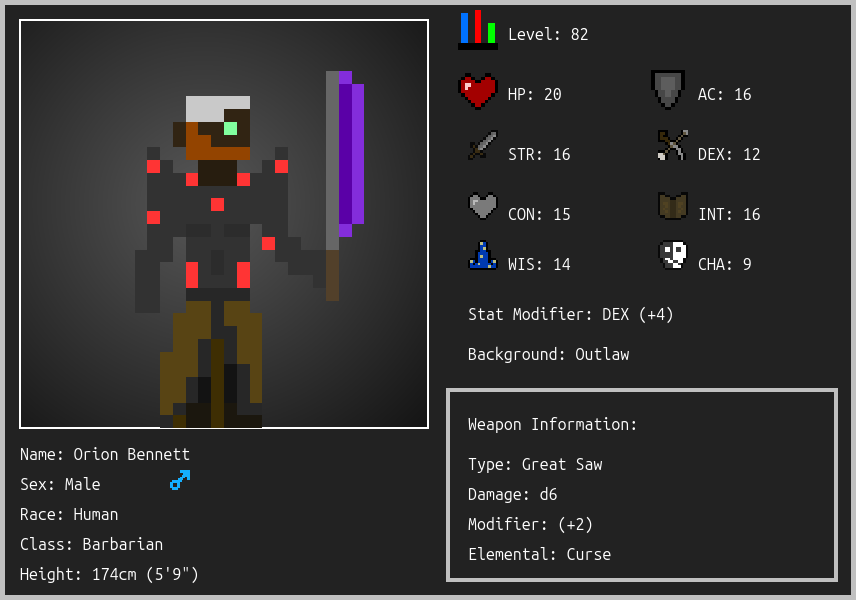 Level: 82
HP: 20
AC: 16
STR: 16
DEX: 12
CON: 15
INT: 16
WIS: 14
CHA: 9
Stat Modifier: DEX (+4)
Background: Outlaw
Weapon Information:
Type: Great Saw
Damage: d6
Modifier: (+2)
Elemental: Curse
Name: Orion Bennett
Sex: Male
Race: Human
Class: Barbarian
Height: 174cm (5'9")